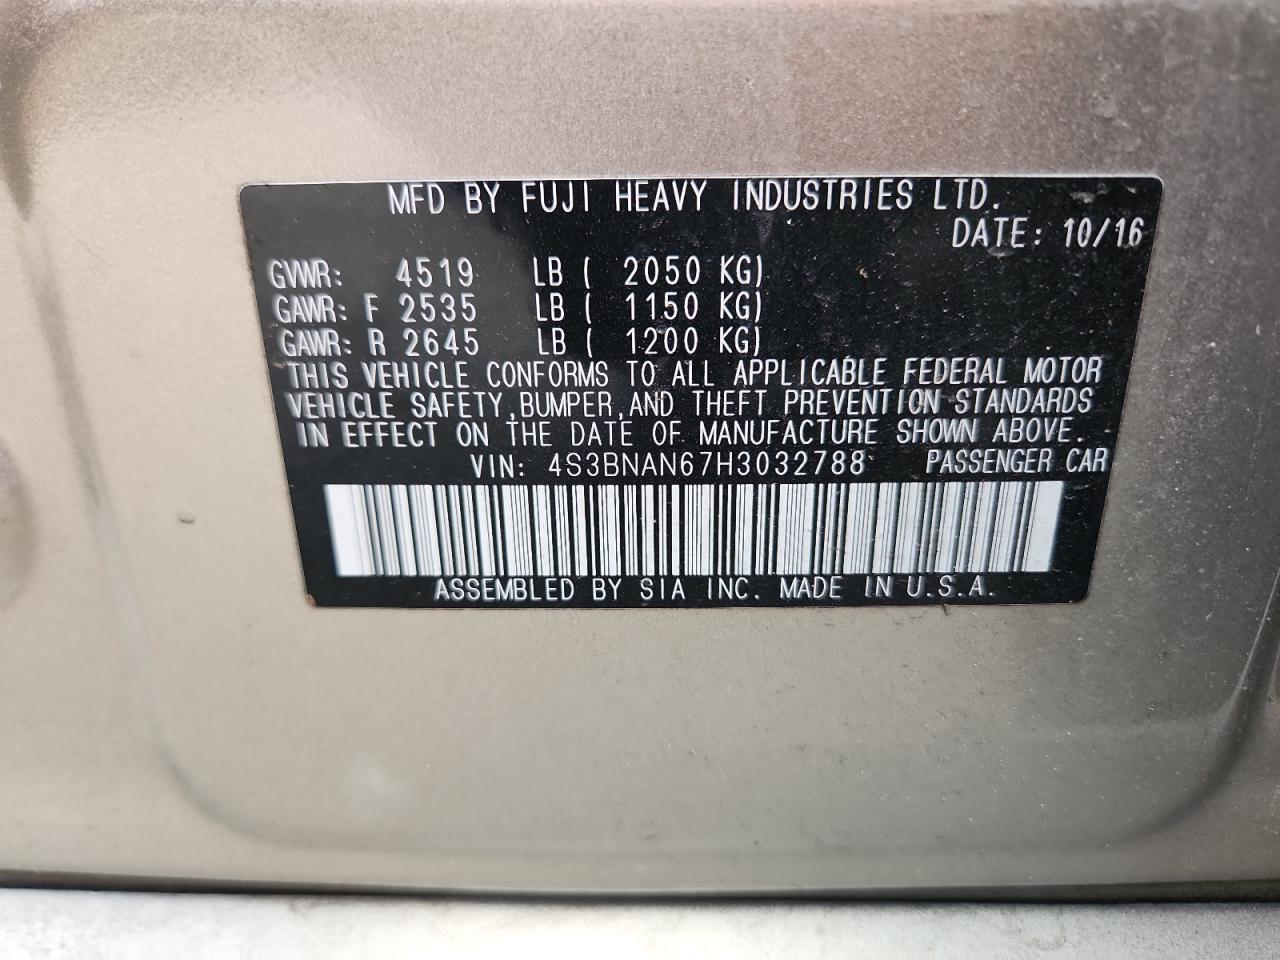 MFD BY FUJI HEAVY INDUSTRIES LTD.
DATE: 10/16
GVWR: 4519 LB ( 2050 KG)
GAWR: F 2535 LB ( 1150 KG)
GAWR: R 2645 LB ( 1200 KG)
THIS VEHICLE CONFORMS TO ALL APPLICABLE FEDERAL MOTOR
VEHICLE SAFETY, BUMPER, AND THEFT PREVENTION STANDARDS
IN EFFECT ON THE DATE OF MANUFACTURE SHOWN ABOVE.
VIN: 4S3BNAN67H3032788 PASSENGER CAR
ASSEMBLED BY SIA INC. MADE IN U.S.A.